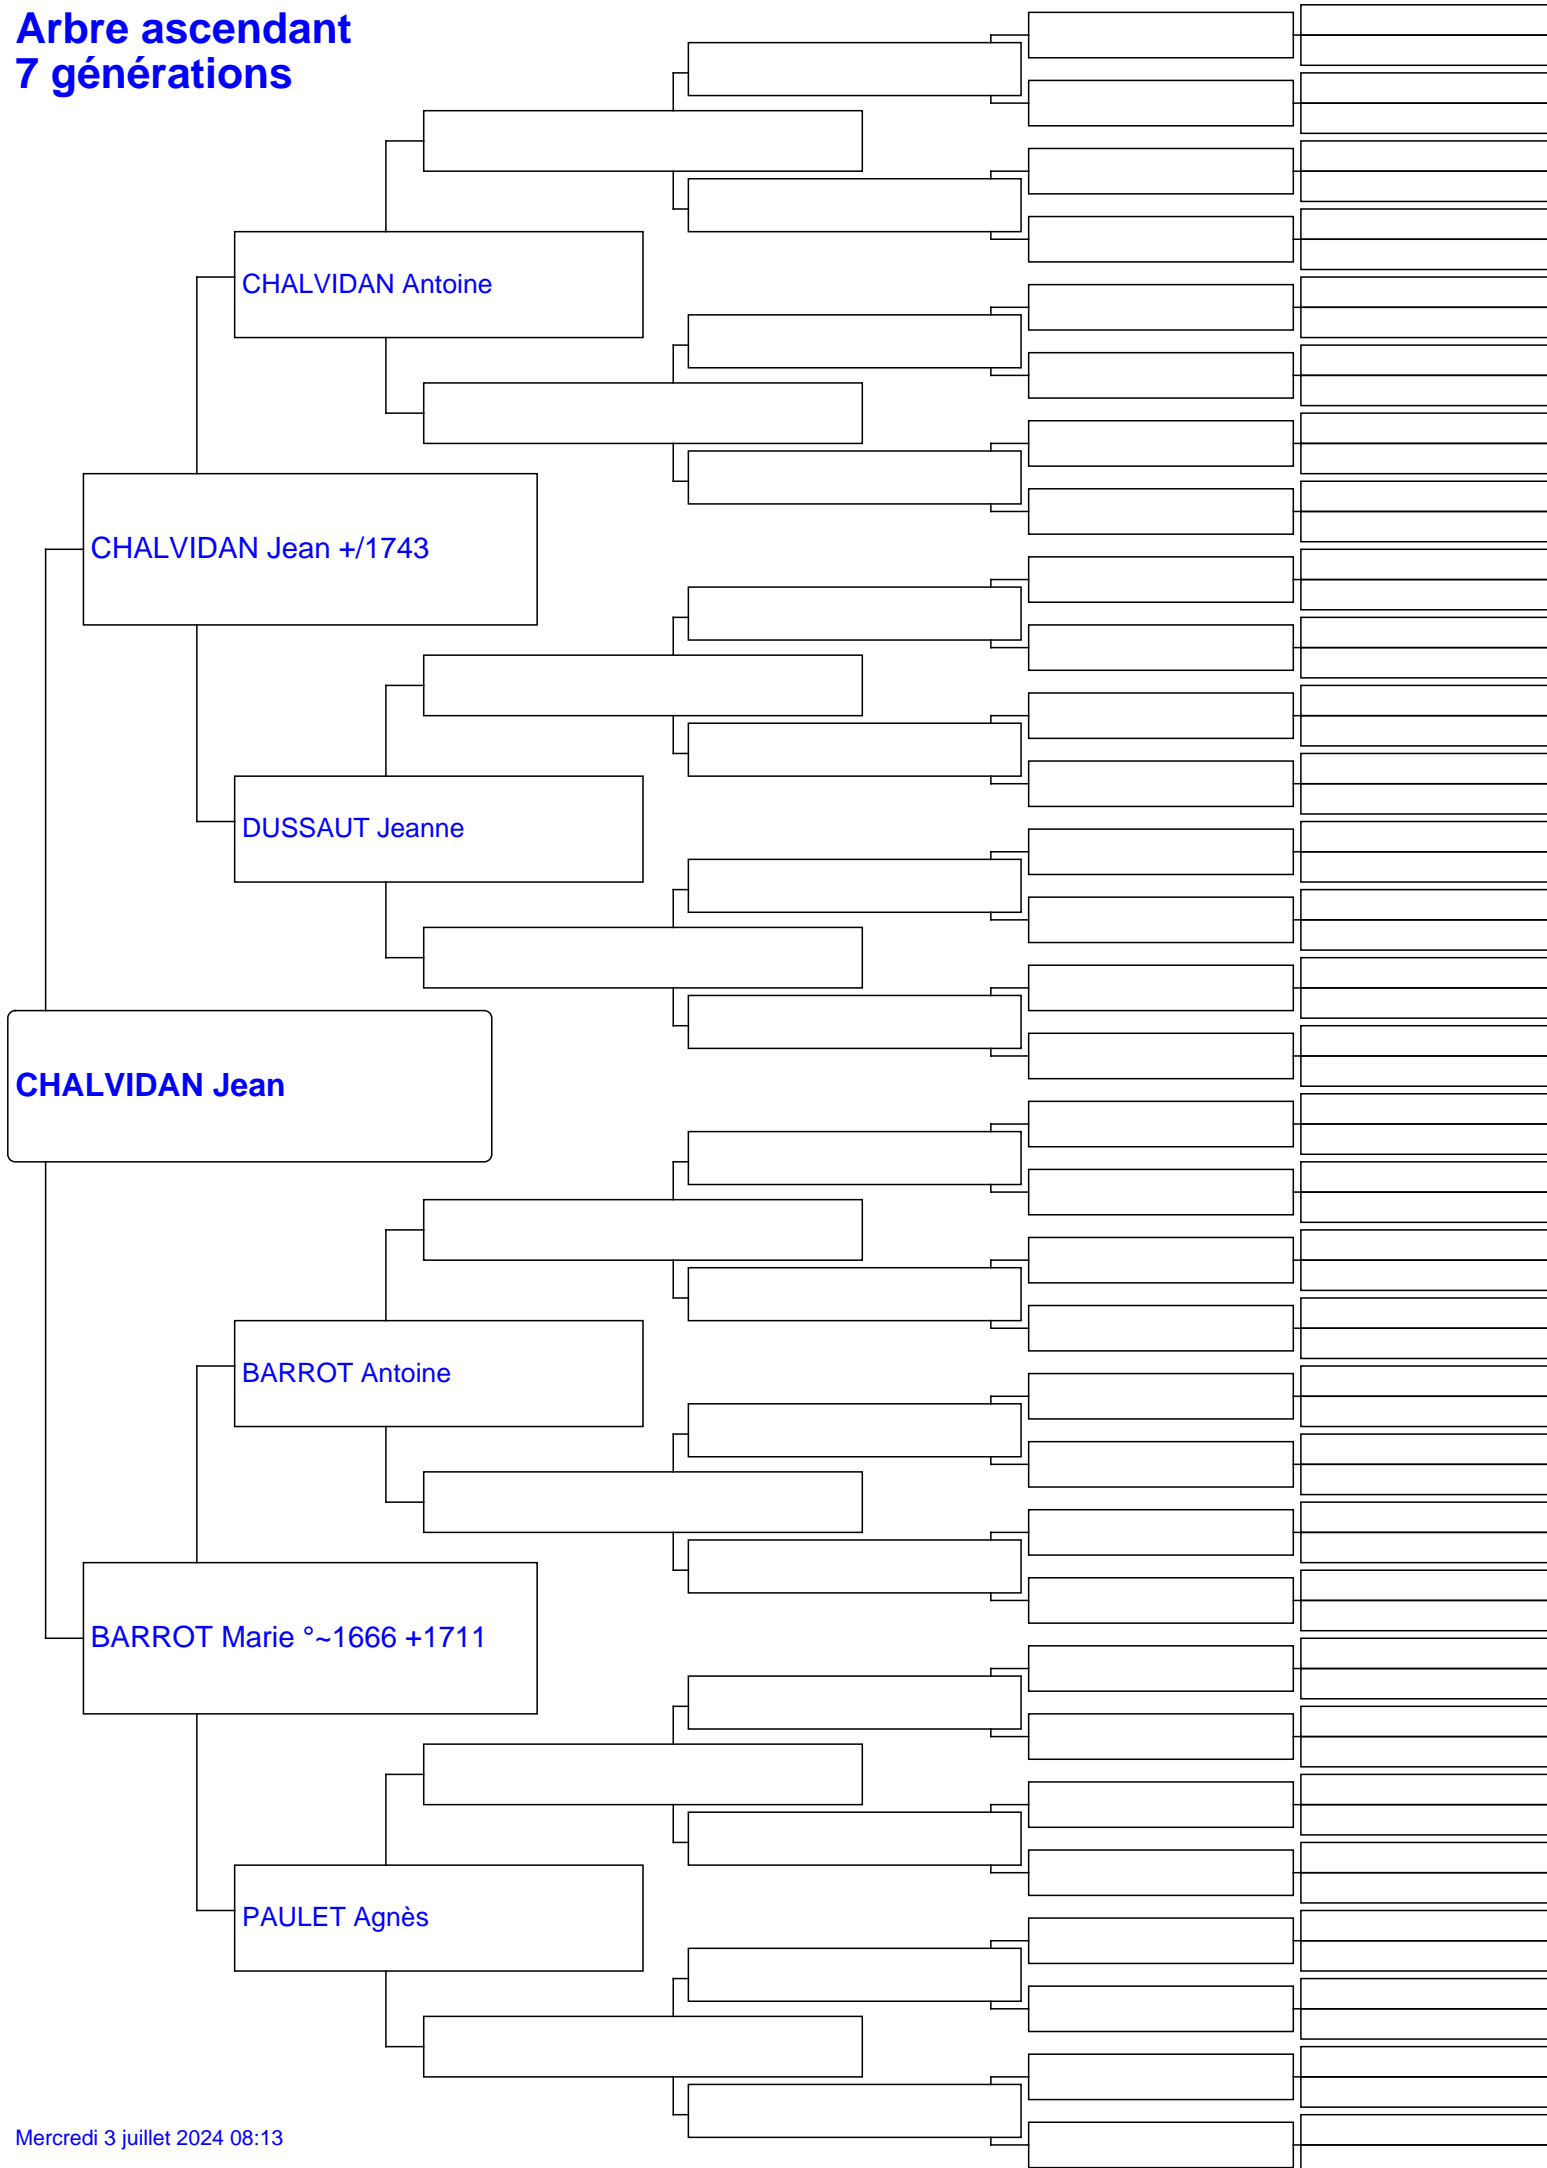 Arbre ascendant
7 générations
CHALVIDAN Antoine
CHALVIDAN Jean +/1743
DUSSAUT Jeanne
CHALVIDAN Jean
BARROT Antoine
BARROT Marie °~1666 +1711
PAULET Agnès
Mercredi 3 juillet 2024 08:13